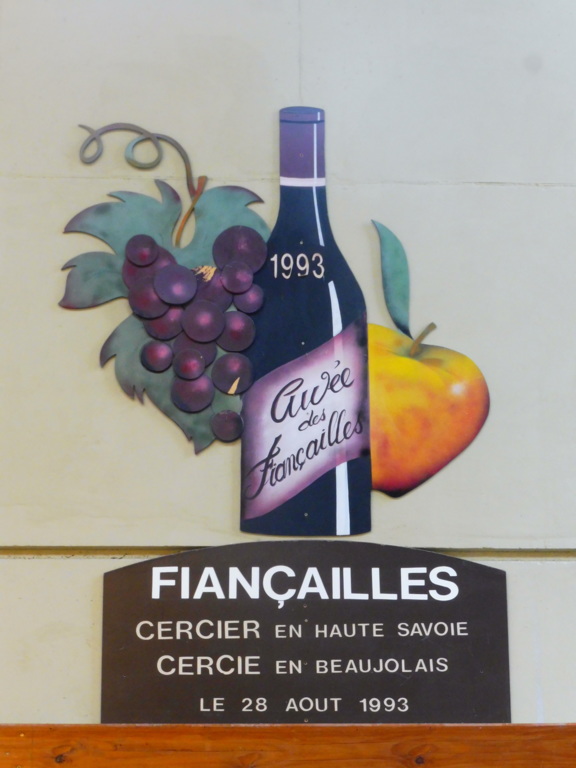 1993
Cuvée
des
Fiançailles
FIANÇAILLES
CERCIER EN HAUTE SAVOIE
CERCIE EN BEAUJOLAIS
LE 28 AOUT 1993